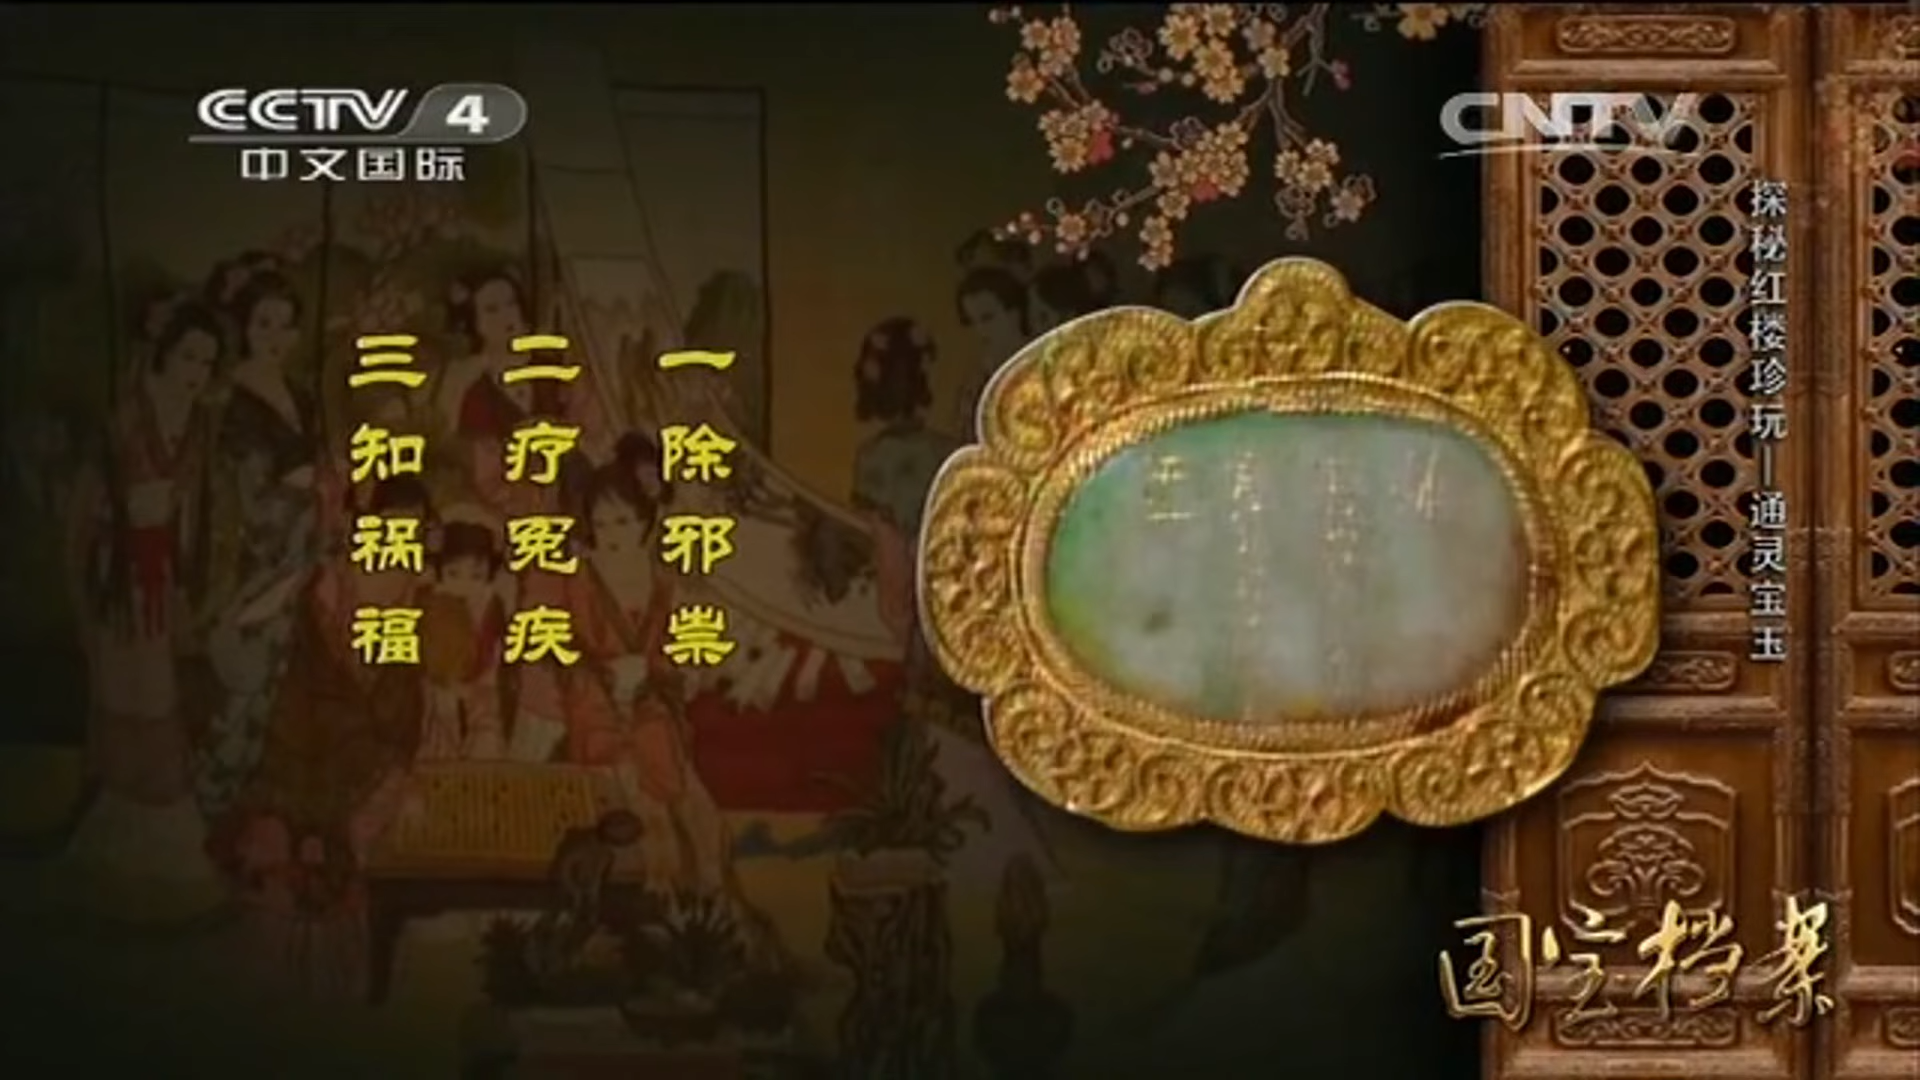 CCTV 4
中文国际
CNTV
探秘红楼珍玩—通灵宝玉
一除邪祟
二疗冤疾
三知祸福
国宝档案